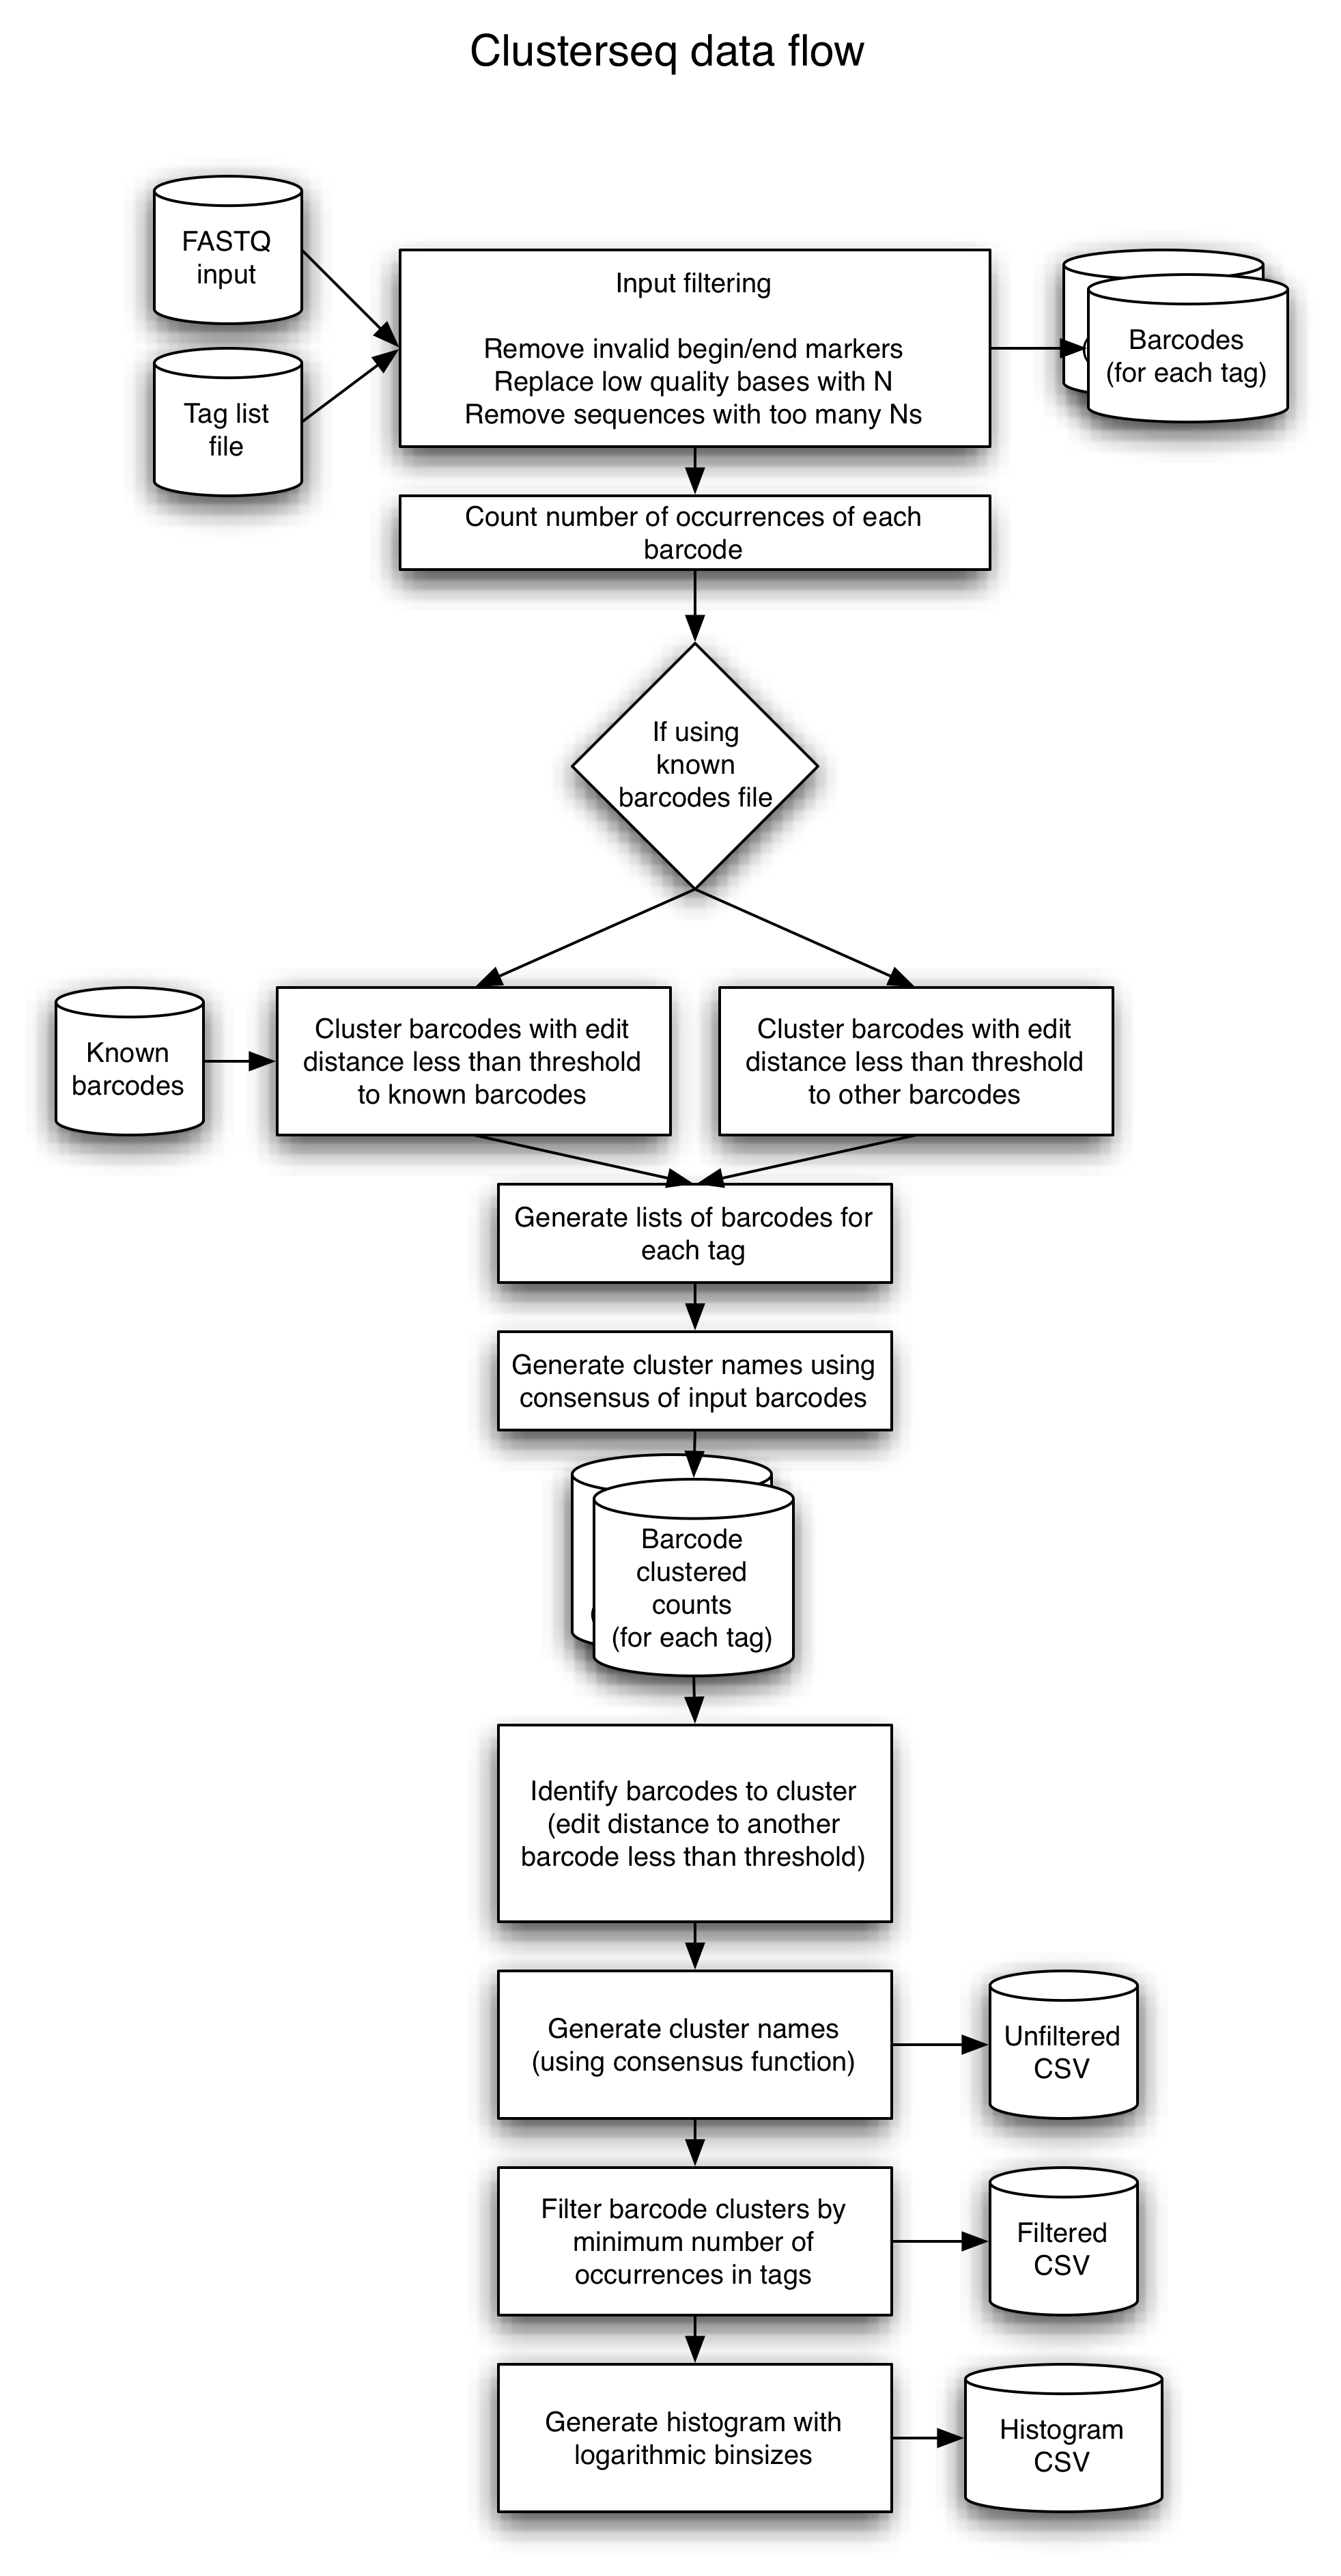 Clusterseq data flow
FASTQ
input
Tag list
file
Input filtering
Remove invalid begin/end markers
Replace low quality bases with N
Remove sequences with too many Ns
Barcodes
(for each tag)
Count number of occurrences of each
barcode
If using
known
barcodes file
Known
barcodes
Cluster barcodes with edit
distance less than threshold
to known barcodes
Cluster barcodes with edit
distance less than threshold
to other barcodes
Generate lists of barcodes for
each tag
Generate cluster names using
consensus of input barcodes
Barcode
clustered
counts
(for each tag)
Identify barcodes to cluster
(edit distance to another
barcode less than threshold)
Generate cluster names
(using consensus function)
Unfiltered
CSV
Filter barcode clusters by
minimum number of
occurrences in tags
Filtered
CSV
Generate histogram with
logarithmic binsizes
Histogram
CSV